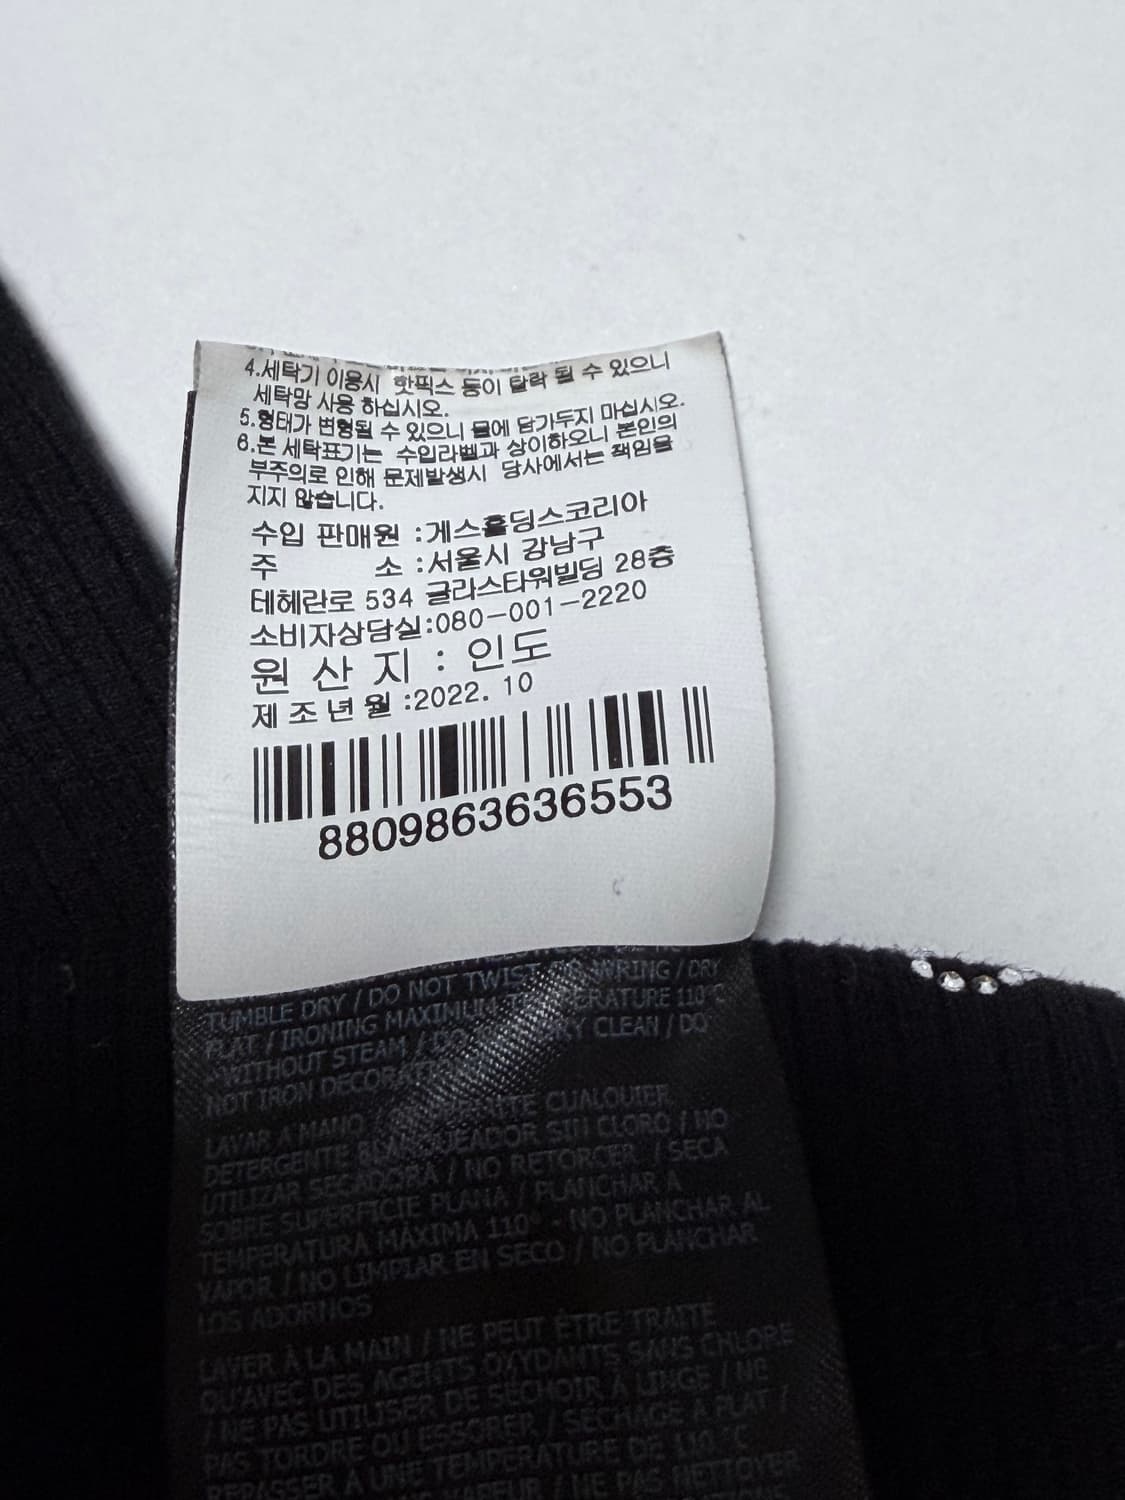 4.세탁기 이용시 핫픽스 등이 탈락 될 수 있으니
세탁망 사용 하십시오.
5.형태가 변형될 수 있으니 물에 담가두지 마십시오.
6.본 세탁표기는 수입라벨과 상이하오니 본인의
부주의로 인해 문제발생시 당사에서는 책임을
지지 않습니다.
수입 판매원 :게스홀딩스코리아
주 소 :서울시 강남구
테헤란로 534 글라스타워빌딩 28층
소비자상담실:080-001-2220
원 산 지 : 인도
제 조 년 월 :2022. 10
8809863636553
TUMBLE DRY / DO NOT TWIST WRING / DRY
FLAT / IRONING MAXIMUM TEMPERATURE 110°C
WITHOUT STEAM / DO DRY CLEAN / DO
NOT IRON DECORATION
LAVAR A MANO CUALQUIER
DETERGENTE BLANQUEADOR SIN CLORO / NO
UTILIZAR SECADORA / NO RETORCER / SECA
SOBRE SUPERFICIE PLANA / PLANCHAR A
TEMPERATURA MÁXIMA 110° - NO PLANCHAR AL
VAPOR / NO LIMPIAR EN SECO / NO PLANCHAR
LOS ADORNOS
LAVER À LA MAIN / NE PEUT ÊTRE TRAITE
QU'AVEC DES AGENTS OXYDANTS SANS CHLORE
/ NE PAS UTILISER DE SÉCHOIR À LINGE / NE
PAS TORDRE OU ESSORER / SÉCHAGE À PLAT /
REPASSER À UNE TEMPÉRATURE DE 110 °C
VAPEUR / NE PAS NETTOYER